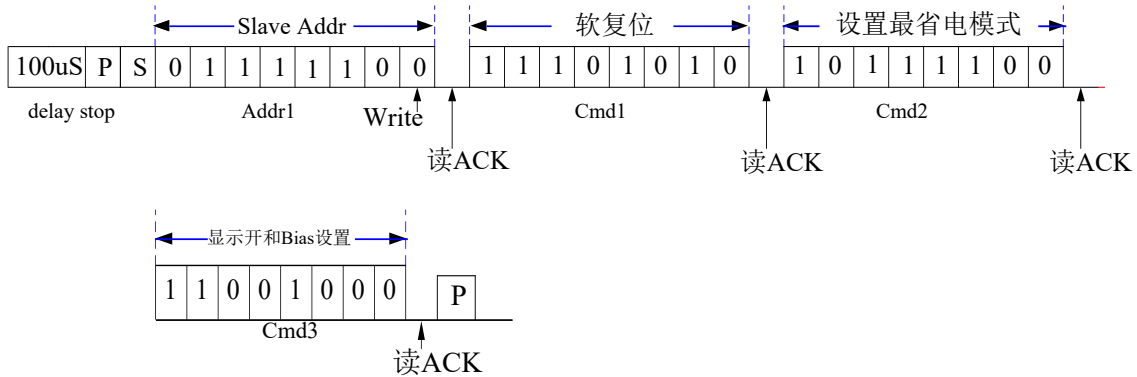 Slave Addr 软复位 设置最省电模式
100uS P S 0 1 1 1 1 1 0 0 1 1 1 0 1 0 1 0 1 0 1 1 1 1 0 0
delay stop Addr1 Write Cmd1 Cmd2
读ACK 读ACK 读ACK
显示开和Bias设置
1 1 0 0 1 0 0 0 P
Cmd3
读ACK